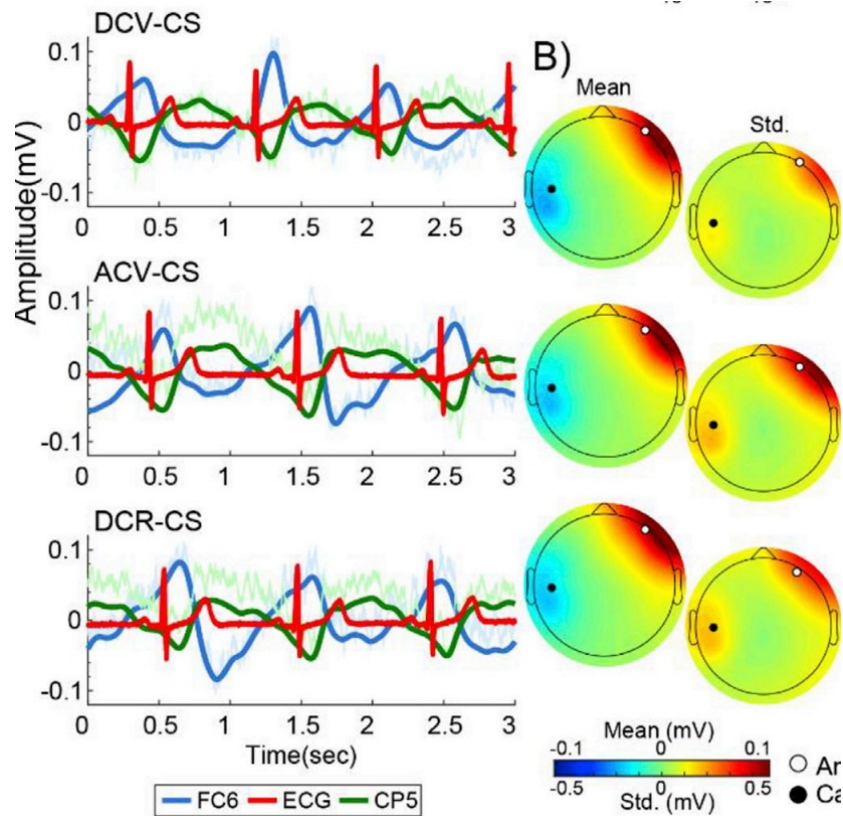 DCV-CS
0.1
0
-0.1
0 0.5 1 1.5 2 2.5 3
ACV-CS
0.1
0
-0.1
0 0.5 1 1.5 2 2.5 3
DCR-CS
0.1
0
-0.1
0 0.5 1 1.5 2 2.5 3
Amplitude(mV)
Time(sec)
FC6 ECG CP5
B)
Mean
Std.
Mean (mV)
-0.1 0 0.1
-0.5 0 0.5
Std. (mV)
An
Ca